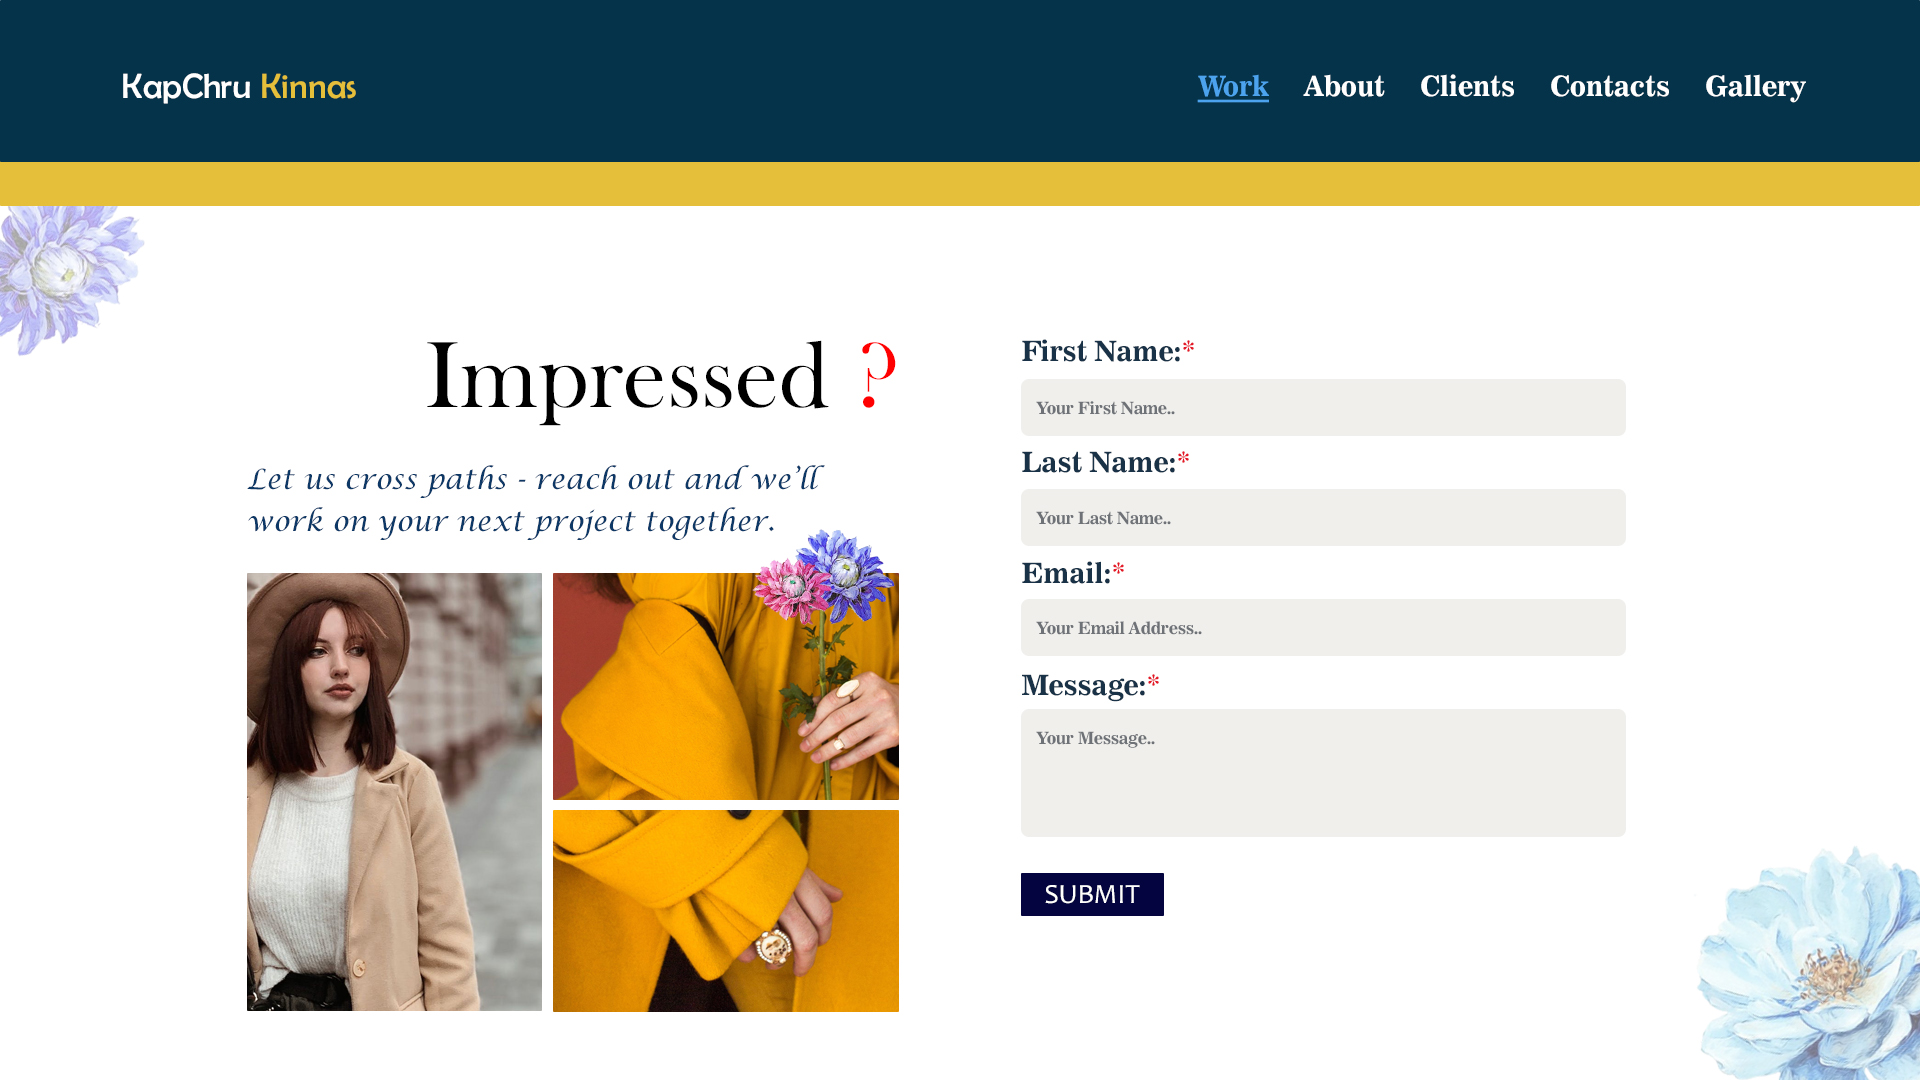 KapChru Kinnas
Work About Clients Contacts Gallery
Impressed ?
Let us cross paths - reach out and we'll
work on your next project together.
First Name:*
Your First Name..
Last Name:*
Your Last Name..
Email:*
Your Email Address..
Message:*
Your Message..
SUBMIT